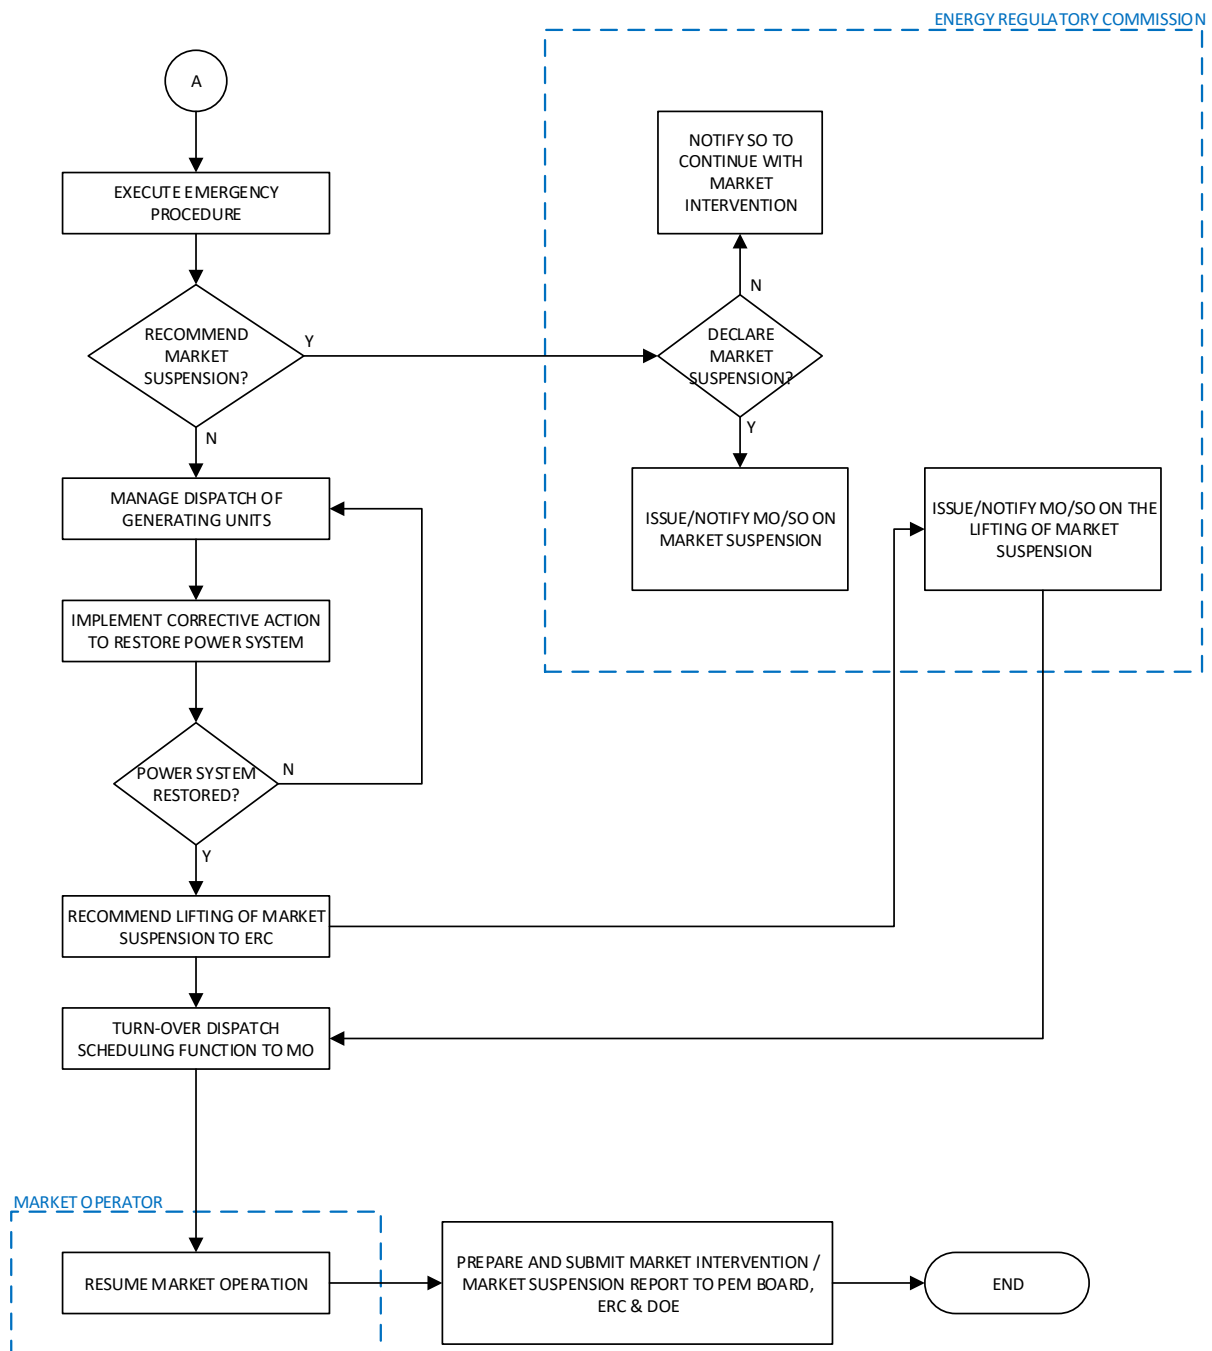 ENERGY REGULATORY COMMISSION
A
NOTIFY SO TO
CONTINUE WITH
MARKET
INTERVENTION
EXECUTE EMERGENCY
PROCEDURE
N
RECOMMEND
MARKET
SUSPENSION?
Y
DECLARE
MARKET
SUSPENSION?
N
Y
MANAGE DISPATCH OF
GENERATING UNITS
ISSUE/NOTIFY MO/SO ON
MARKET SUSPENSION
ISSUE/NOTIFY MO/SO ON THE
LIFTING OF MARKET
SUSPENSION
IMPLEMENT CORRECTIVE ACTION
TO RESTORE POWER SYSTEM
POWER SYSTEM
RESTORED?
N
Y
RECOMMEND LIFTING OF MARKET
SUSPENSION TO ERC
TURN-OVER DISPATCH
SCHEDULING FUNCTION TO MO
MARKET OPERATOR
RESUME MARKET OPERATION
PREPARE AND SUBMIT MARKET INTERVENTION /
MARKET SUSPENSION REPORT TO PEM BOARD,
ERC & DOE
END